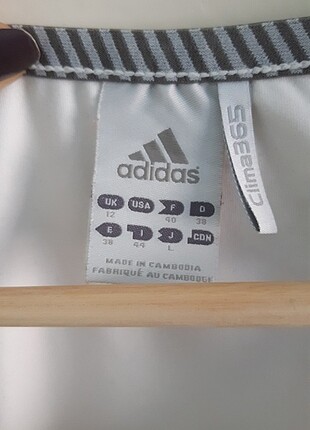 adidas
UK USA F D
12 40 38
E I J CDN
38 44 L
MADE IN CAMBODIA
FABRIQUÉ AU CAMBODGE
Clima365